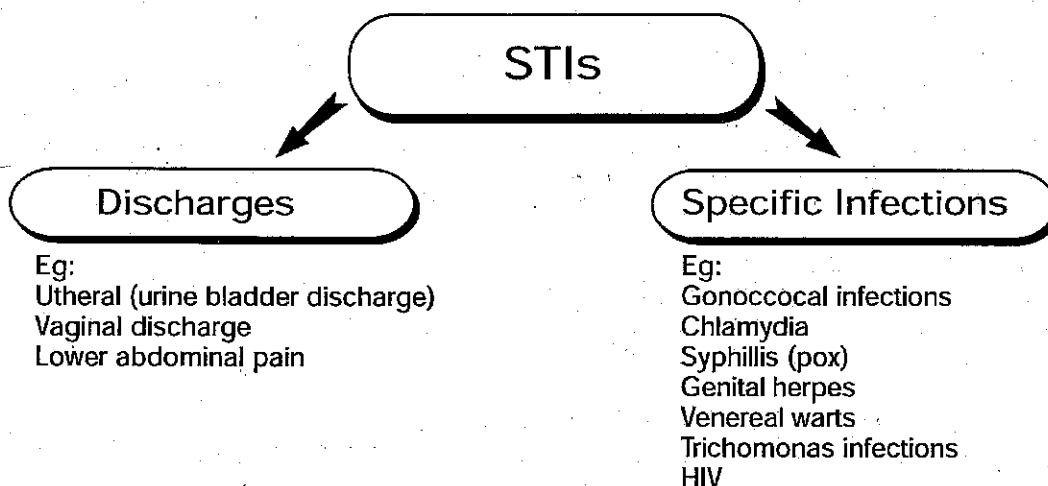 STIs
Discharges
Eg:
Utheral (urine bladder discharge)
Vaginal discharge
Lower abdominal pain
Specific Infections
Eg:
Gonoccocal infections
Chlamydia
Syphillis (pox)
Genital herpes
Venereal warts
Trichomonas infections
HIV